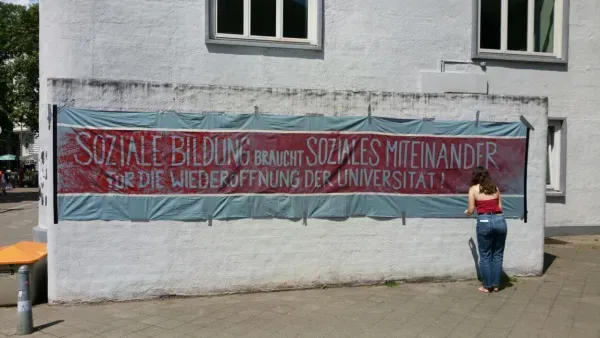 SOZIALE BILDUNG BRAUCHT SOZIALES MITEINANDER
FÜR DIE WIEDERÖFFNUNG DER UNIVERSITÄT!